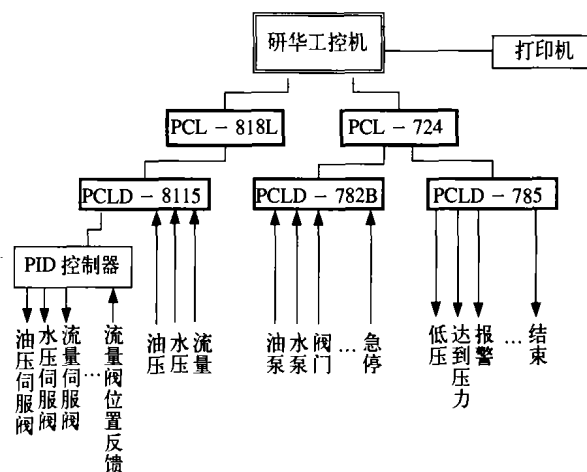 研华工控机
打印机
PCL-818L
PCL-724
PCLD-8115
PCLD-782B
PCLD-785
PID 控制器
油压伺服阀
水压伺服阀
流量伺服阀
…
流量阀位置反馈
油压
水压
流量
油泵
水泵
阀门
…
急停
低压
达到压力
报警
…
结束